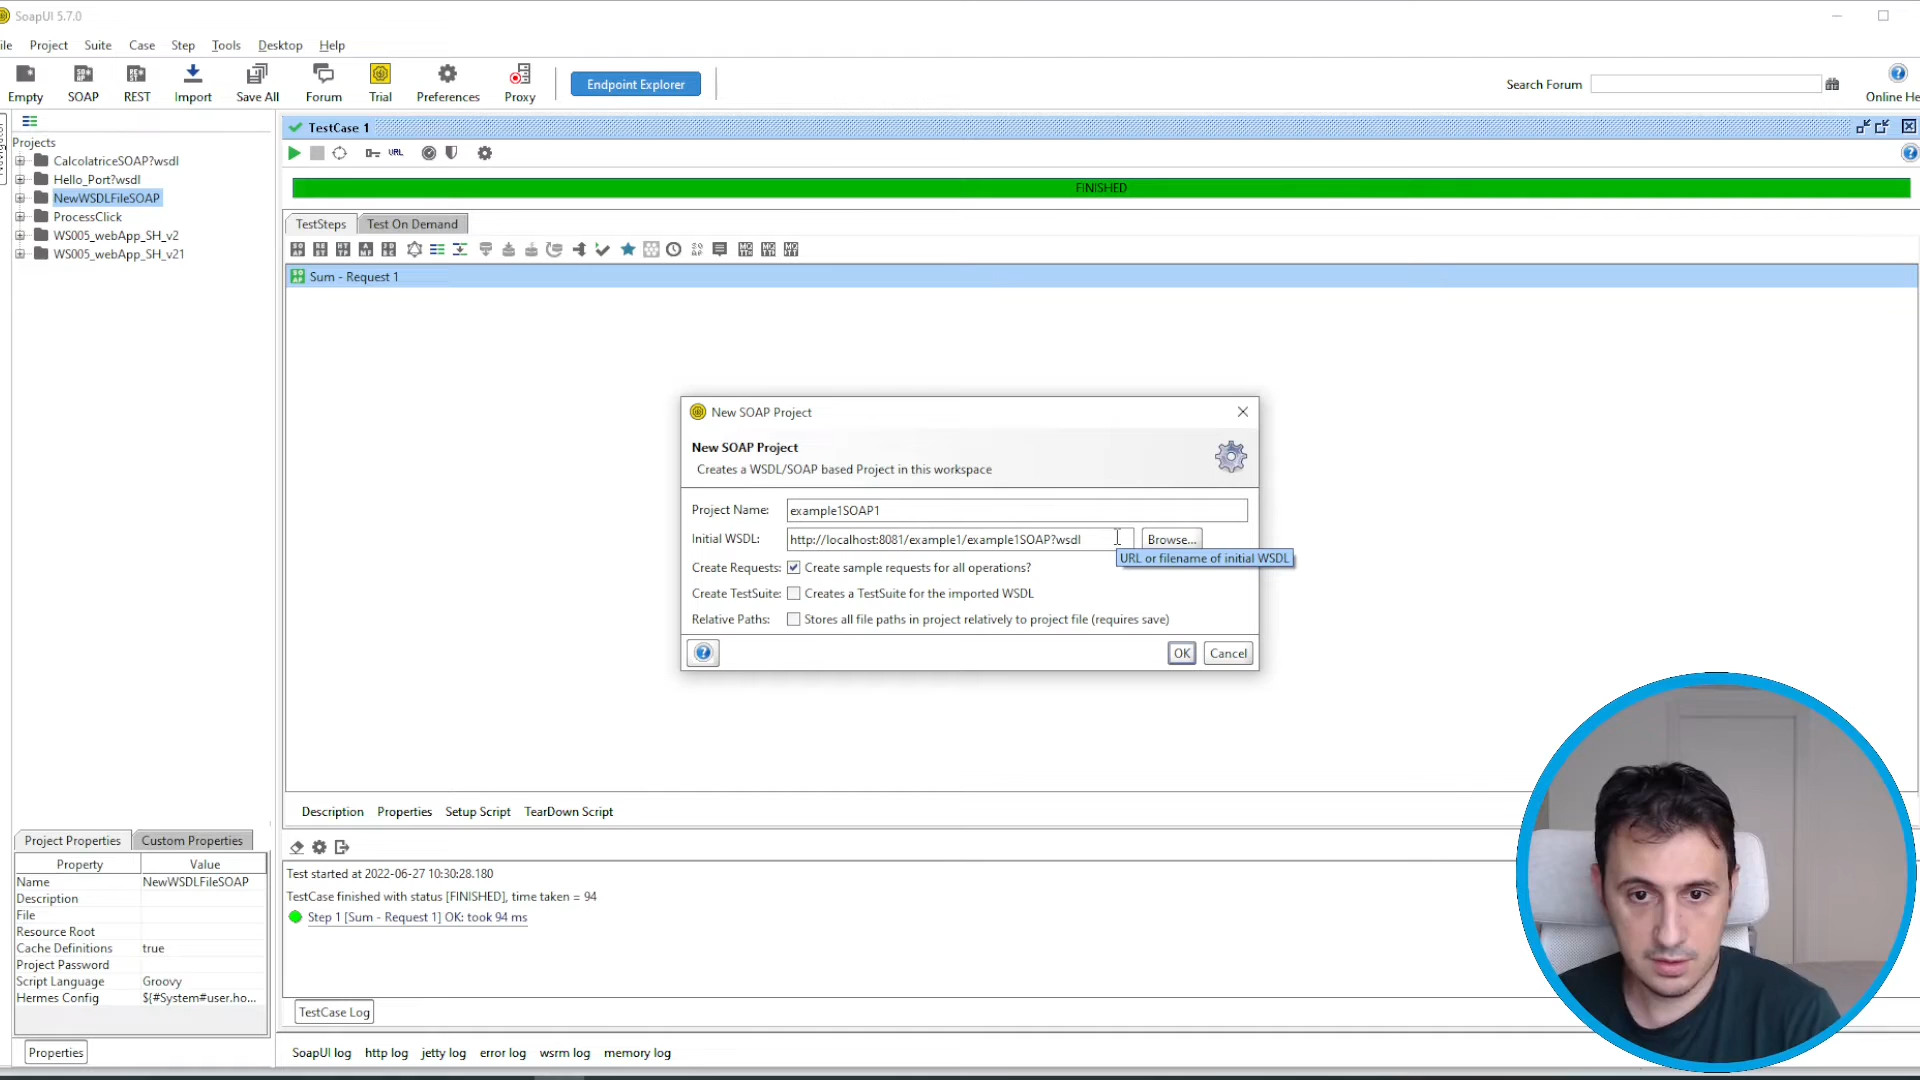 SoapUI 5.7.0
ile Project Suite Case Step Tools Desktop Help
Empty SOAP REST Import Save All Forum Trial Preferences Proxy Endpoint Explorer Search Forum Online He
TestCase 1
Projects
CalcolatriceSOAP?wsdl
Hello_Port?wsdl
NewWSDLFileSOAP
ProcessClick
WS005_webApp_SH_v2
WS005_webApp_SH_v21
URL
FINISHED
TestSteps Test On Demand
Sum - Request 1
New SOAP Project
New SOAP Project
Creates a WSDL/SOAP based Project in this workspace
Project Name: example1SOAP1
Initial WSDL: http://localhost:8081/example1/example1SOAP?wsdl Browse...
URL or filename of initial WSDL
Create Requests: Create sample requests for all operations?
Create TestSuite: Creates a TestSuite for the imported WSDL
Relative Paths: Stores all file paths in project relatively to project file (requires save)
OK Cancel
Description Properties Setup Script TearDown Script
Project Properties Custom Properties
Property Value
Name NewWSDLFileSOAP
Description
File
Resource Root
Cache Definitions true
Project Password
Script Language Groovy
Hermes Config ${#System#user.ho...
Properties
Test started at 2022-06-27 10:30:28.180
TestCase finished with status [FINISHED], time taken = 94
Step 1 [Sum - Request 1] OK: took 94 ms
TestCase Log
SoapUI log http log jetty log error log wsrm log memory log